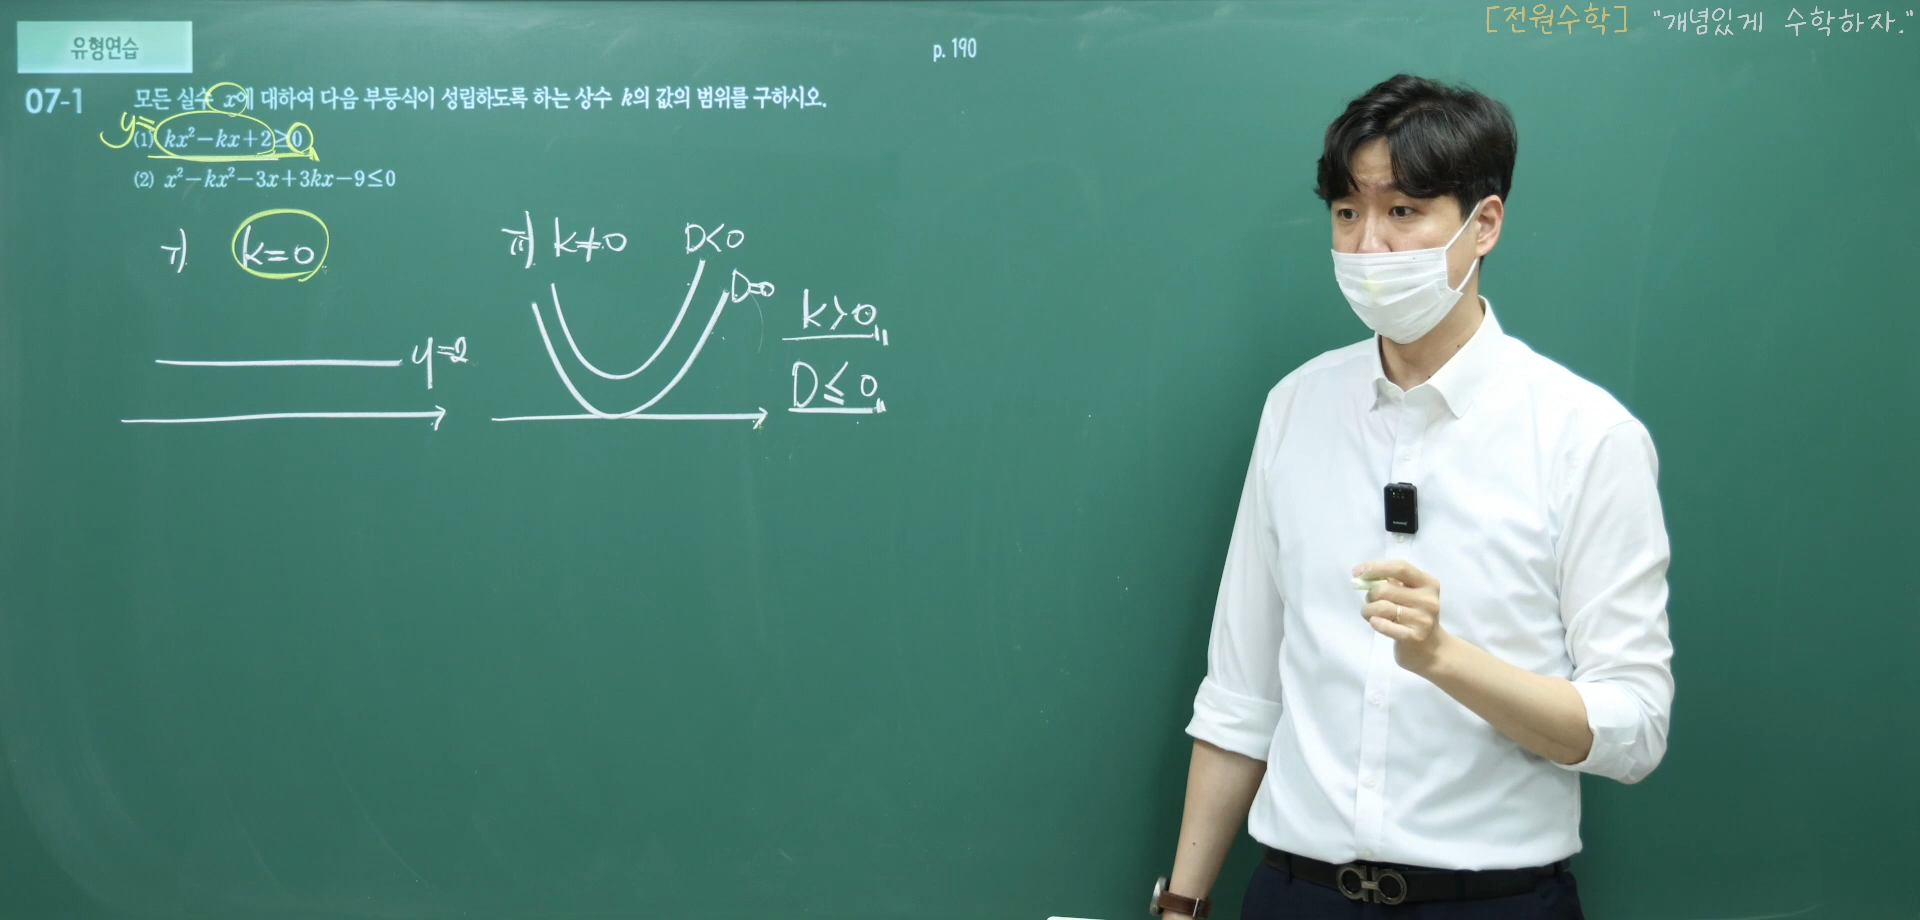 [전원수학] "개념있게 수학하자."
유형연습
p. 190
07-1 모든 실수 x에 대하여 다음 부등식이 성립하도록 하는 상수 k의 값의 범위를 구하시오.
y=
(1) kx²-kx+2≥0
(2) x²-kx²-3x+3kx-9≤0
i) k=0
y=2
ii) k≠0
D<0
D=0
k>0
D≤0